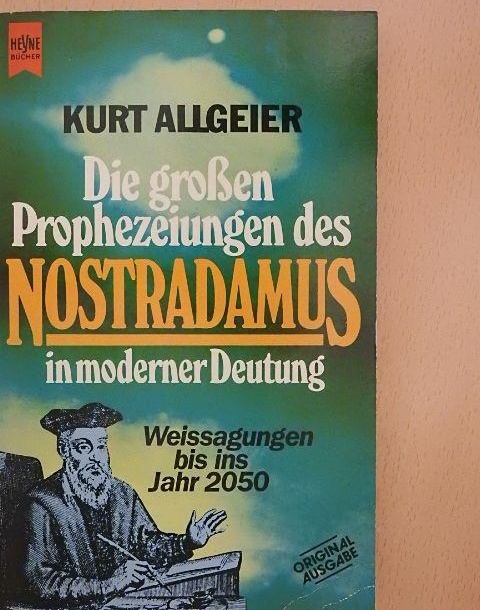 HEYNE
BÜCHER
KURT ALLGEIER
Die großen
Prophezeiungen des
NOSTRADAMUS
in moderner Deutung
Weissagungen
bis ins
Jahr 2050
ORIGINAL
AUSGABE